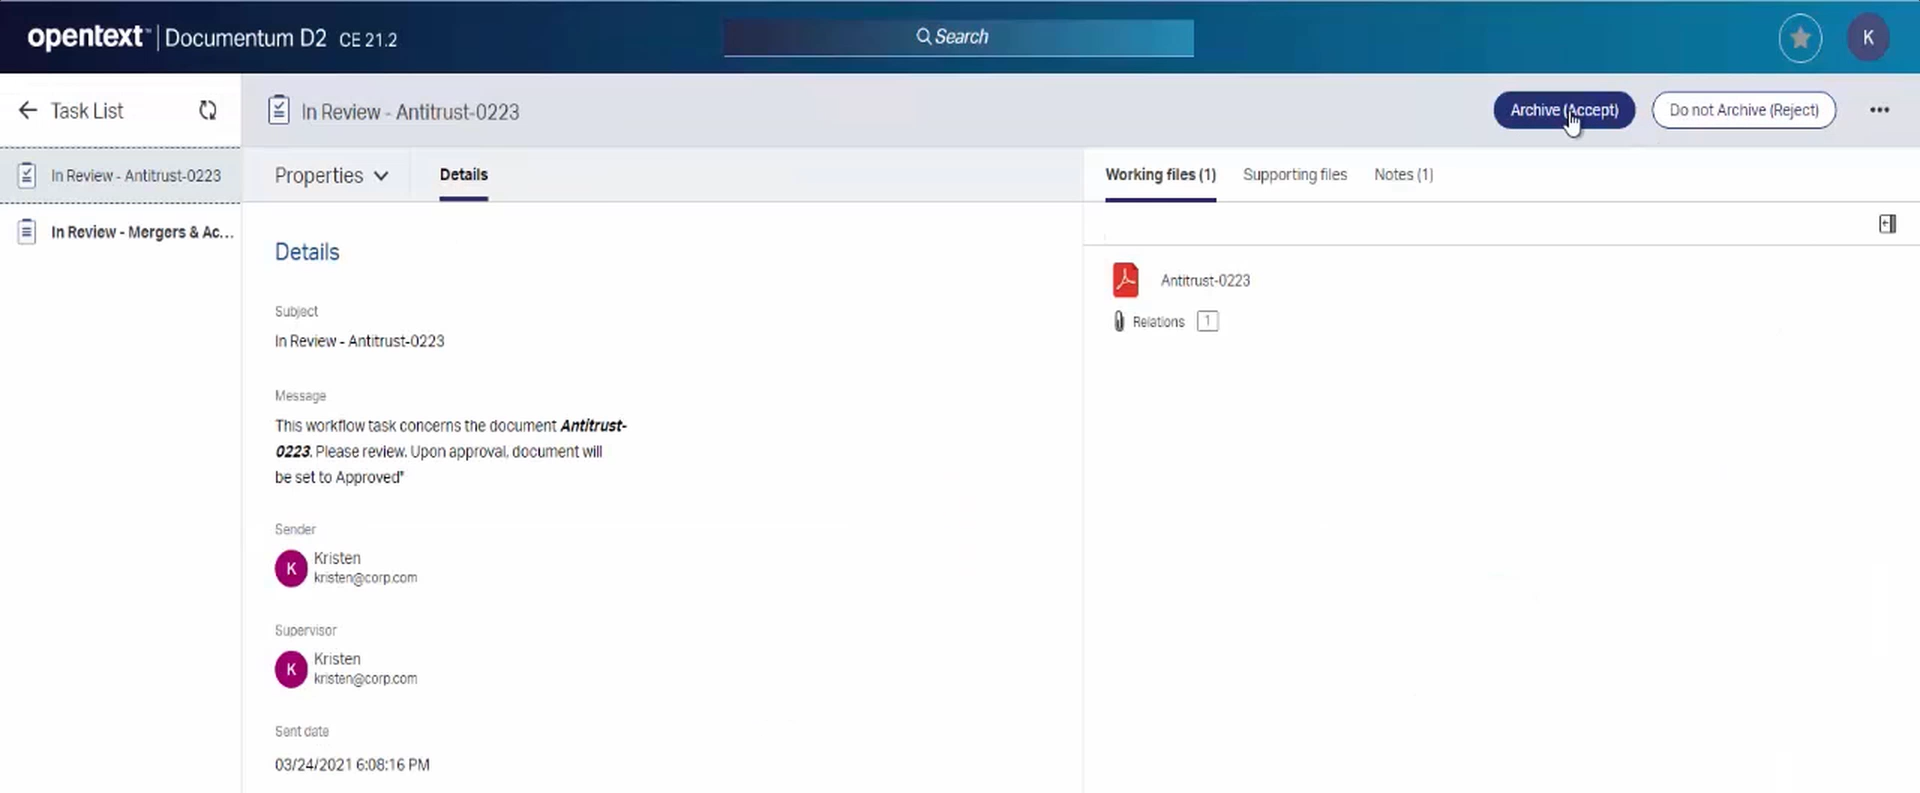 opentext™ | Documentum D2 CE 21.2
Search
K
Task List
In Review - Antitrust-0223
Archive (Accept)
Do not Archive (Reject)
•••
In Review - Antitrust-0223
In Review - Mergers & Ac...
Properties
Details
Details
Subject
In Review - Antitrust-0223
Message
This workflow task concerns the document Antitrust-
0223. Please review. Upon approval, document will
be set to Approved"
Sender
K
Kristen
kristen@corp.com
Supervisor
K
Kristen
kristen@corp.com
Sent date
03/24/2021 6:08:16 PM
Working files (1)
Supporting files
Notes (1)
Antitrust-0223
Relations 1